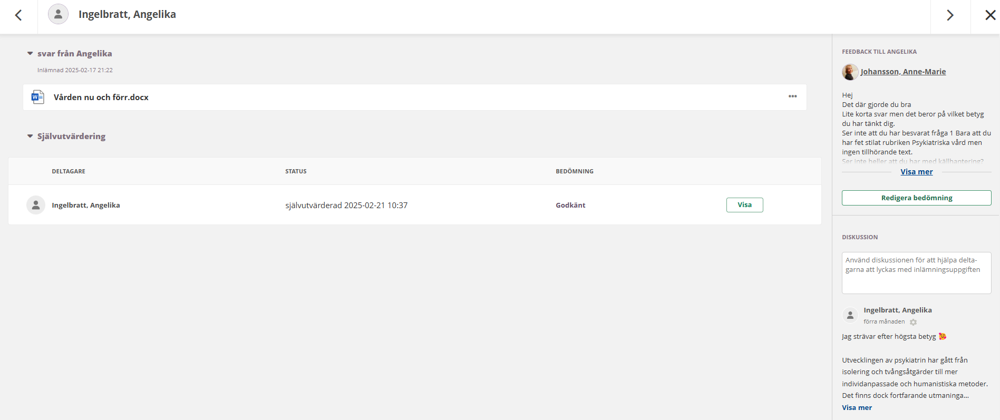 Ingelbratt, Angelika
svar från Angelika
Inlämnad 2025-02-17 21:22
Vården nu och förr.docx
Självutvärdering
DELTAGARE STATUS BEDÖMNING
Ingelbratt, Angelika självutvärderad 2025-02-21 10:37 Godkänt Visa
FEEDBACK TILL ANGELIKA
Johansson, Anne-Marie
Hej
Det där gjorde du bra
Lite korta svar men det beror på vilket betyg
du har tänkt dig.
Ser inte att du har besvarat fråga 1 Bara att du
har fet stilat rubriken Psykiatriska vård men
ingen tillhörande text.
Ser inte heller att du har med källhantering?
Visa mer
Redigera bedömning
DISKUSSION
Använd diskussionen för att hjälpa delta-
garna att lyckas med inlämningsuppgiften
Ingelbratt, Angelika
förra månaden
Jag strävar efter högsta betyg 🥰
Utvecklingen av psykiatrin har gått från
isolering och tvångsåtgärder till mer
individanpassade och humanistiska metoder.
Det finns dock fortfarande utmaninga...
Visa mer